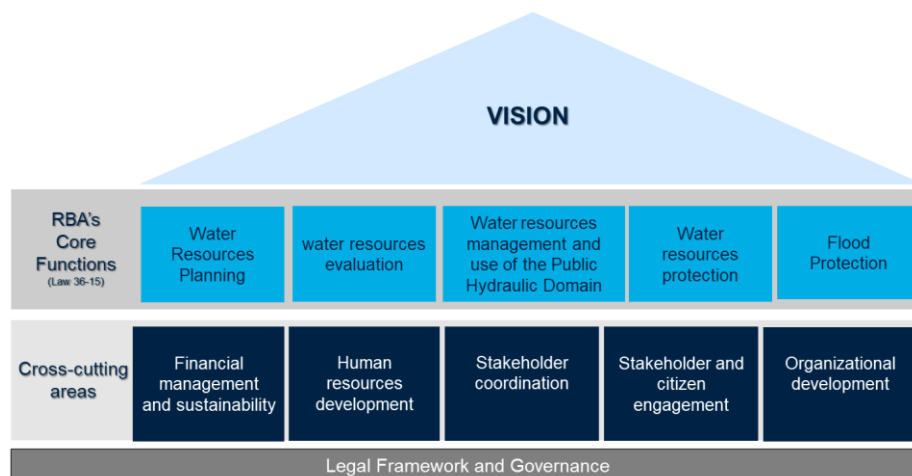 VISION
RBA's
Core
Functions
(Law 36-15)
Water
Resources
Planning
water resources
evaluation
Water resources
management and
use of the Public
Hydraulic Domain
Water
resources
protection
Flood
Protection
Cross-cutting
areas
Financial
management
and sustainability
Human
resources
development
Stakeholder
coordination
Stakeholder and
citizen
engagement
Organizational
development
Legal Framework and Governance